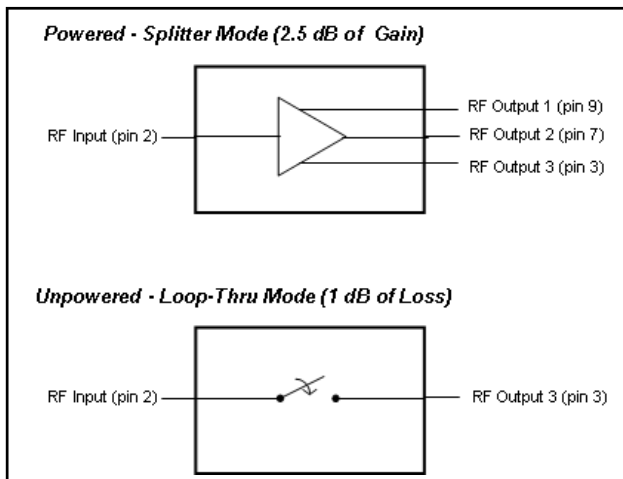 Powered - Splitter Mode (2.5 dB of Gain)
RF Input (pin 2)
RF Output 1 (pin 9)
RF Output 2 (pin 7)
RF Output 3 (pin 3)
Unpowered - Loop-Thru Mode (1 dB of Loss)
RF Input (pin 2)
RF Output 3 (pin 3)